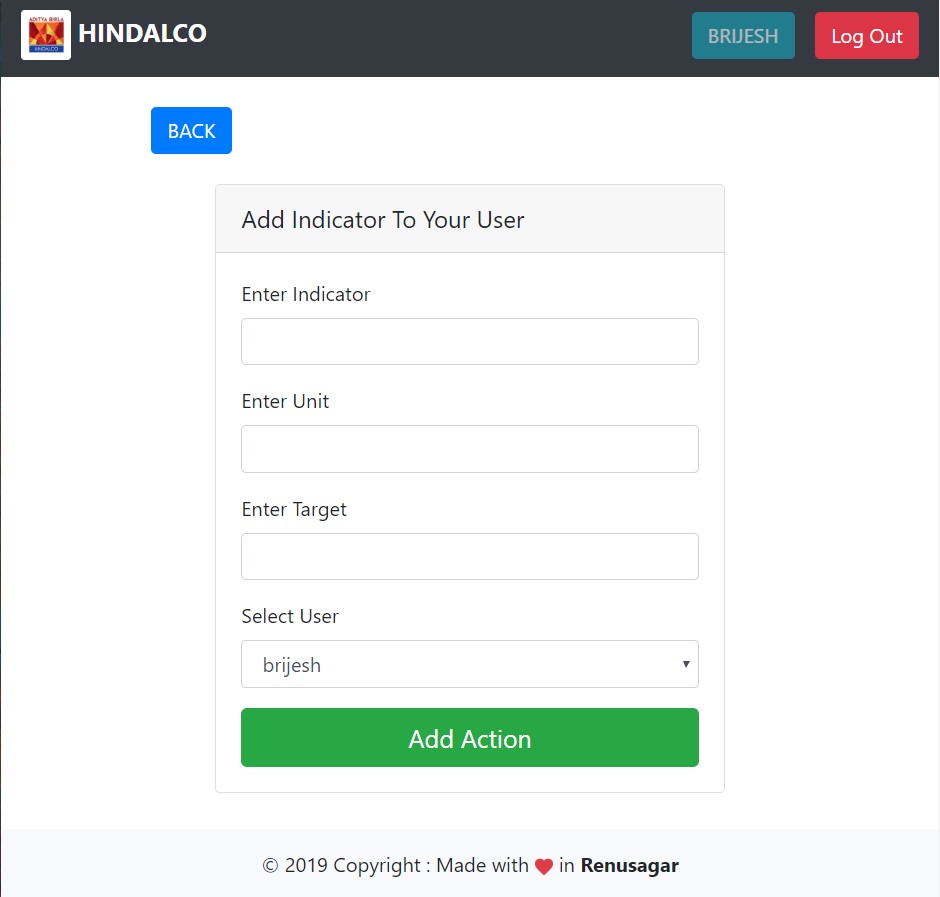 ADITYA BIRLA
HINDALCO
HINDALCO
BRIJESH
Log Out
BACK
Add Indicator To Your User
Enter Indicator
Enter Unit
Enter Target
Select User
brijesh
Add Action
© 2019 Copyright : Made with ❤ in Renusagar